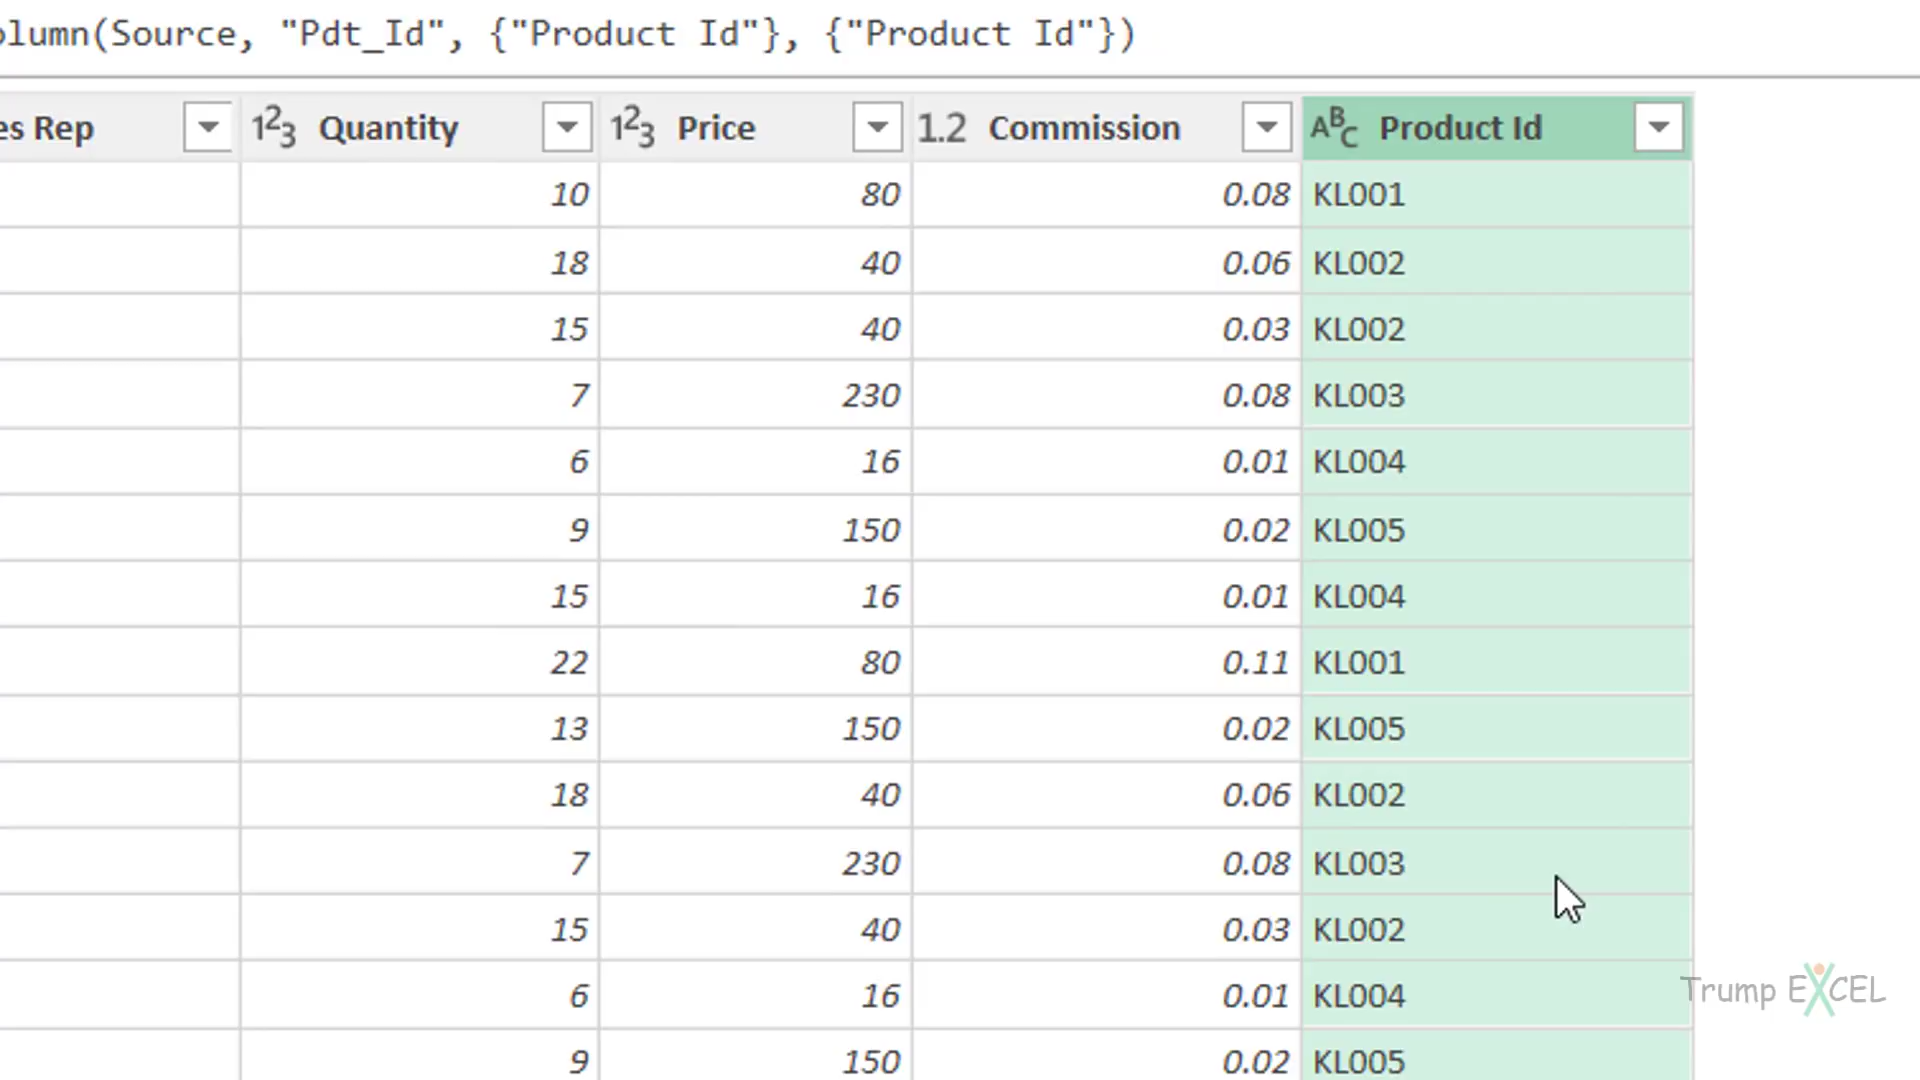 olumn(Source, "Pdt_Id", {"Product Id"}, {"Product Id"})
es Rep 123 Quantity 123 Price 1.2 Commission ABC Product Id
10 80 0.08 KL001
18 40 0.06 KL002
15 40 0.03 KL002
7 230 0.08 KL003
6 16 0.01 KL004
9 150 0.02 KL005
15 16 0.01 KL004
22 80 0.11 KL001
13 150 0.02 KL005
18 40 0.06 KL002
7 230 0.08 KL003
15 40 0.03 KL002
6 16 0.01 KL004
9 150 0.02 KL005
Trump EXCEL